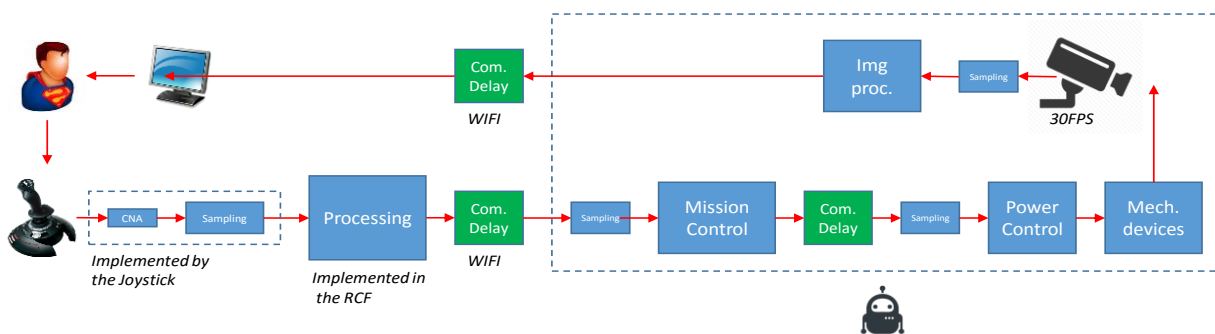 Com.
Delay
WIFI
Img
proc.
Sampling
30FPS
CNA
Sampling
Implemented by
the Joystick
Processing
Implemented in
the RCF
Com.
Delay
WIFI
Sampling
Mission
Control
Com.
Delay
Sampling
Power
Control
Mech.
devices